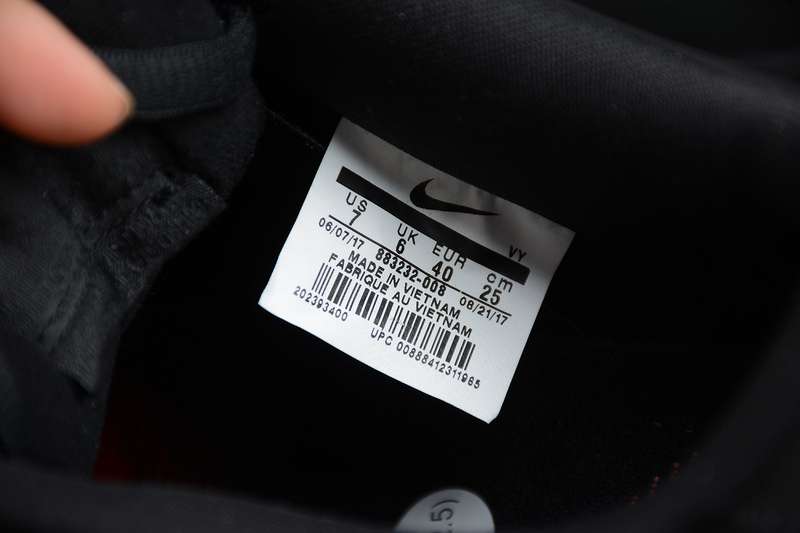 VY
US UK EUR cm
7 6 40 25
06/07/17 883232-008 08/21/17
MADE IN VIETNAM
FABRIQUE AU VIETNAM
202393400
UPC 00888412311965
.5)